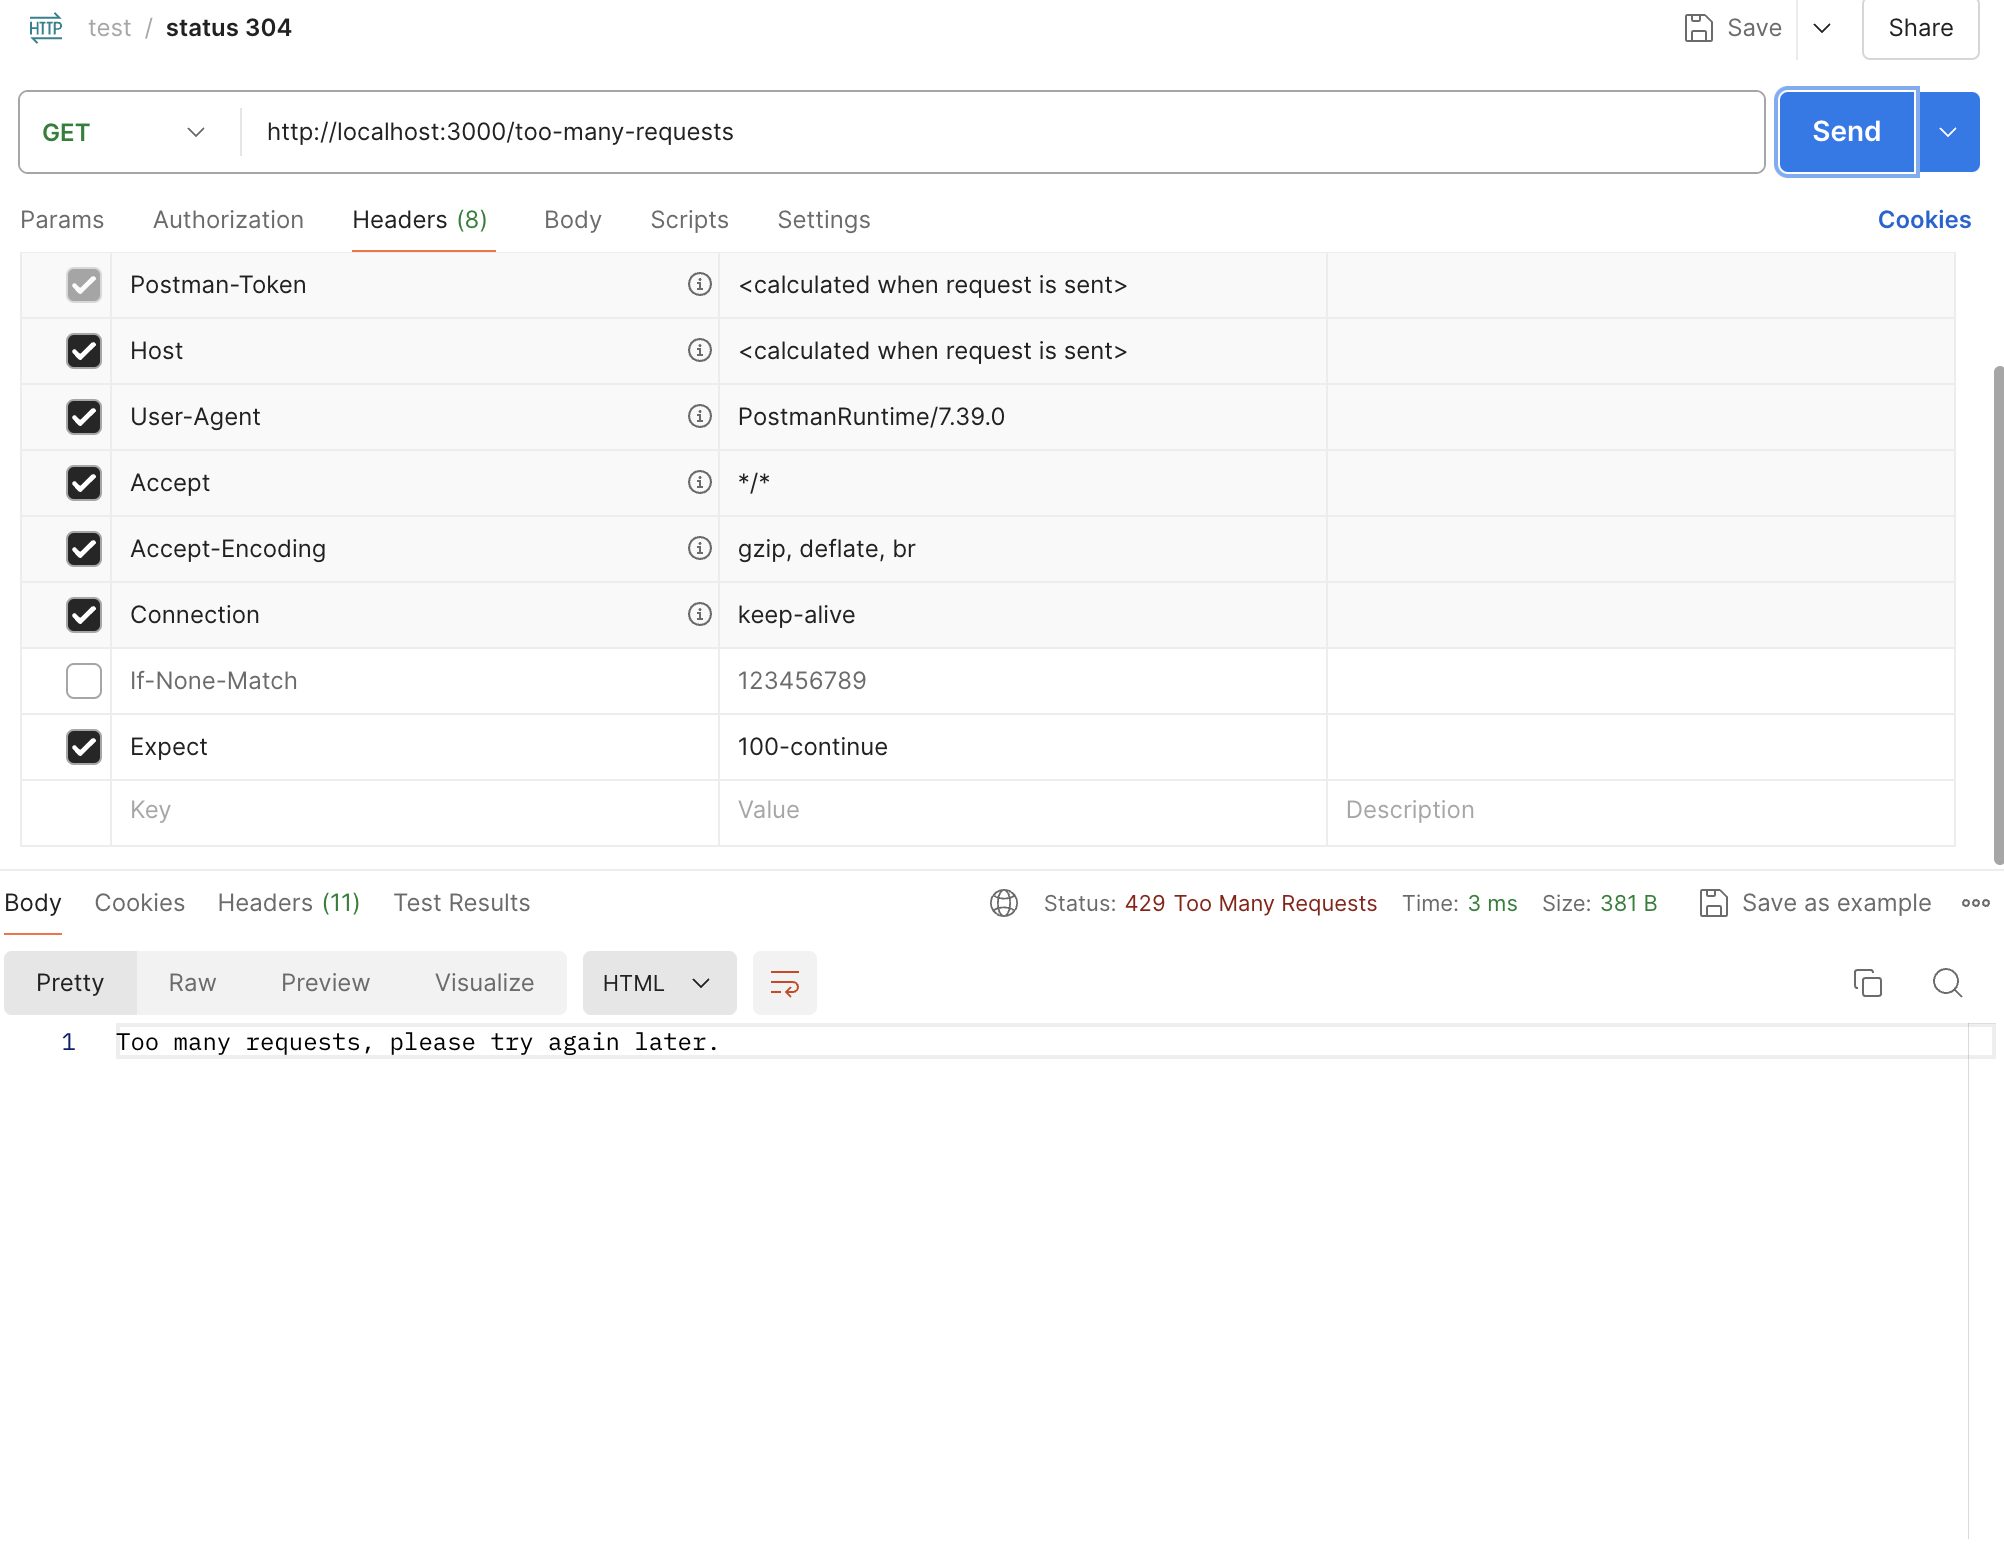 HTTP test / status 304 Save Share
GET http://localhost:3000/too-many-requests Send
Params Authorization Headers (8) Body Scripts Settings Cookies
Postman-Token <calculated when request is sent>
Host <calculated when request is sent>
User-Agent PostmanRuntime/7.39.0
Accept */*
Accept-Encoding gzip, deflate, br
Connection keep-alive
If-None-Match 123456789
Expect 100-continue
Key Value Description
Body Cookies Headers (11) Test Results Status: 429 Too Many Requests Time: 3 ms Size: 381 B Save as example
Pretty Raw Preview Visualize HTML
1 Too many requests, please try again later.